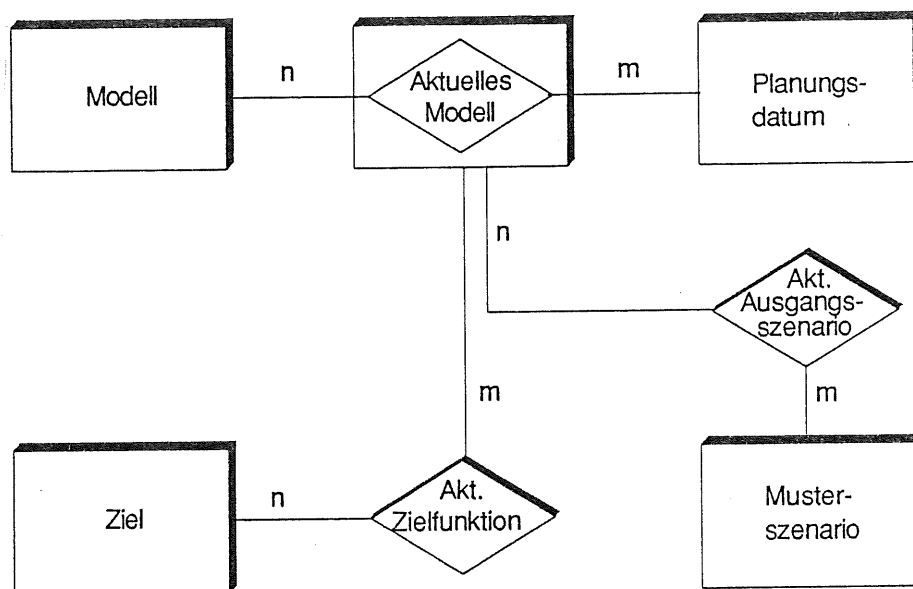 Modell
n
Aktuelles
Modell
m
Planungs-
datum
n
Akt.
Ausgangs-
szenario
m
m
Ziel
n
Akt.
Zielfunktion
Muster-
szenario